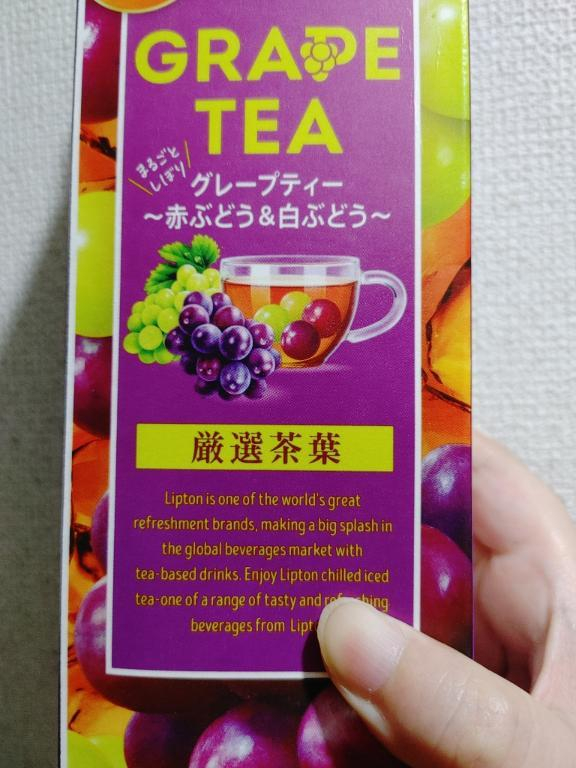 GRAPE
TEA
まるごと
しぼり
グレープティー
～赤ぶどう＆白ぶどう～
厳選茶葉
Lipton is one of the world's great
refreshment brands, making a big splash in
the global beverages market with
tea-based drinks. Enjoy Lipton chilled iced
tea-one of a range of tasty and
beverages from